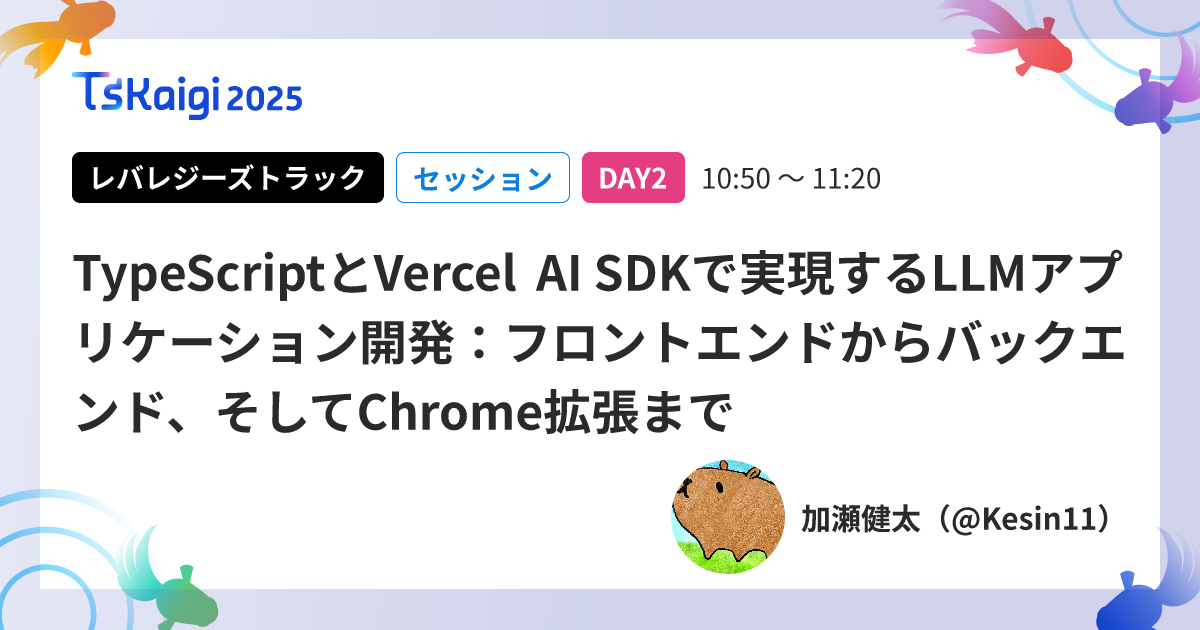 TsKaigi 2025
レバレジーズトラック セッション DAY2 10:50 〜 11:20
TypeScriptとVercel AI SDKで実現するLLMアプ
リケーション開発：フロントエンドからバックエ
ンド、そしてChrome拡張まで
加瀬健太（@Kesin11）